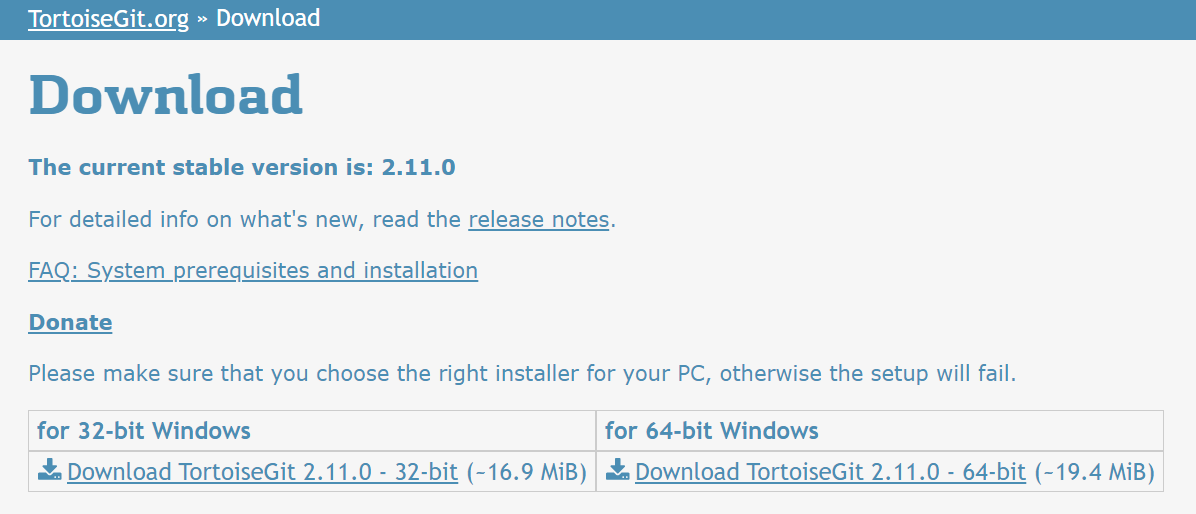 TortoiseGit.org » Download
Download
The current stable version is: 2.11.0
For detailed info on what's new, read the release notes.
FAQ: System prerequisites and installation
Donate
Please make sure that you choose the right installer for your PC, otherwise the setup will fail.
for 32-bit Windows for 64-bit Windows
Download TortoiseGit 2.11.0 - 32-bit (~16.9 MiB) Download TortoiseGit 2.11.0 - 64-bit (~19.4 MiB)